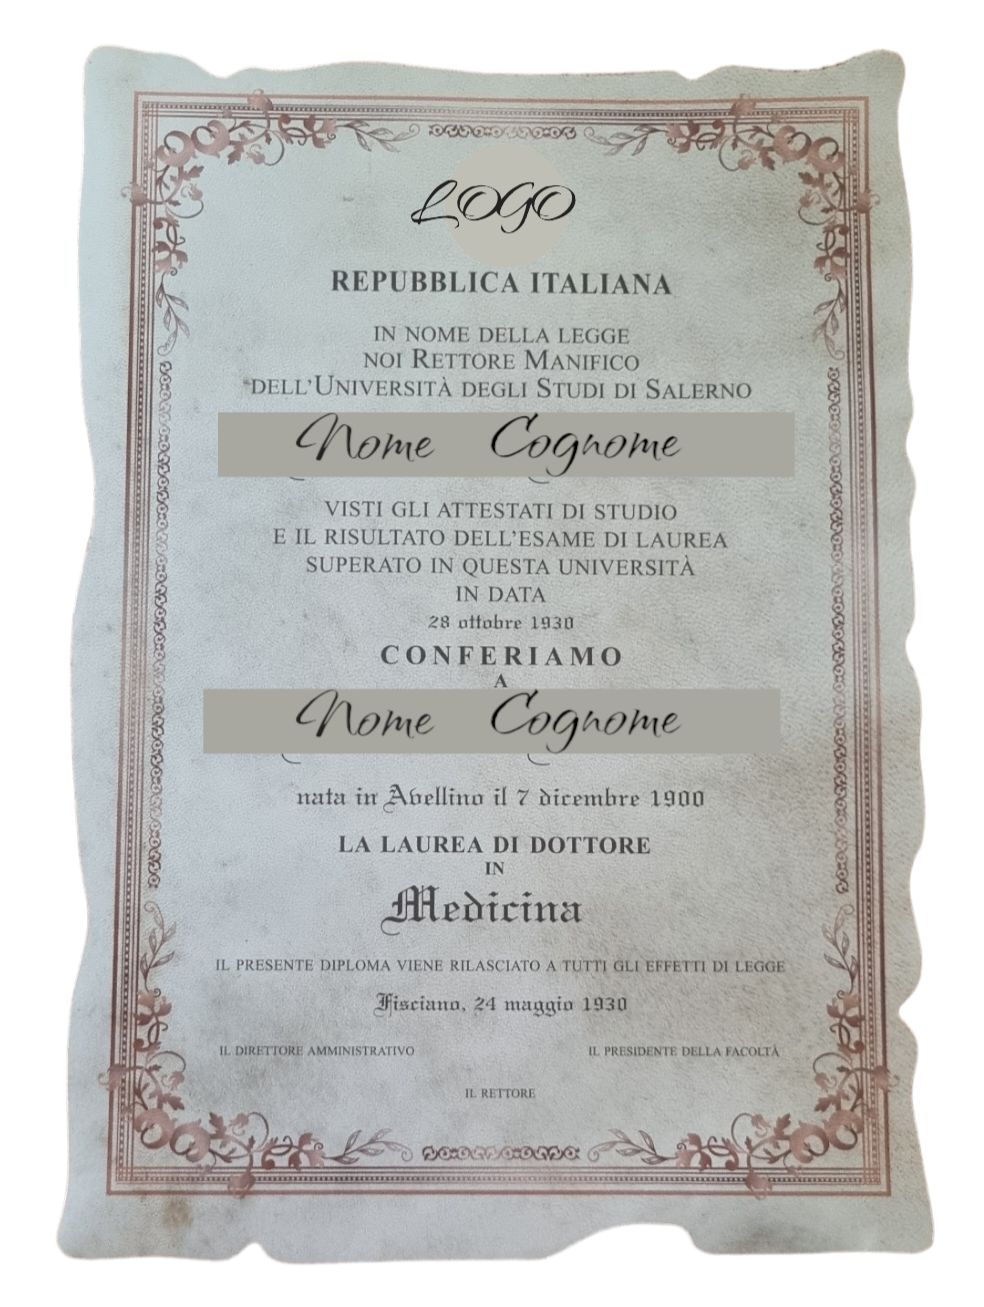 LOGO
REPUBBLICA ITALIANA
IN NOME DELLA LEGGE
NOI RETTORE MANIFICO
DELL'UNIVERSITÀ DEGLI STUDI DI SALERNO
Nome Cognome
VISTI GLI ATTESTATI DI STUDIO
E IL RISULTATO DELL'ESAME DI LAUREA
SUPERATO IN QUESTA UNIVERSITÀ
IN DATA
28 ottobre 1930
CONFERIAMO
A
Nome Cognome
nata in Avellino il 7 dicembre 1900
LA LAUREA DI DOTTORE
IN
Medicina
IL PRESENTE DIPLOMA VIENE RILASCIATO A TUTTI GLI EFFETTI DI LEGGE
Fisciano, 24 maggio 1930
IL DIRETTORE AMMINISTRATIVO IL PRESIDENTE DELLA FACOLTÀ
IL RETTORE